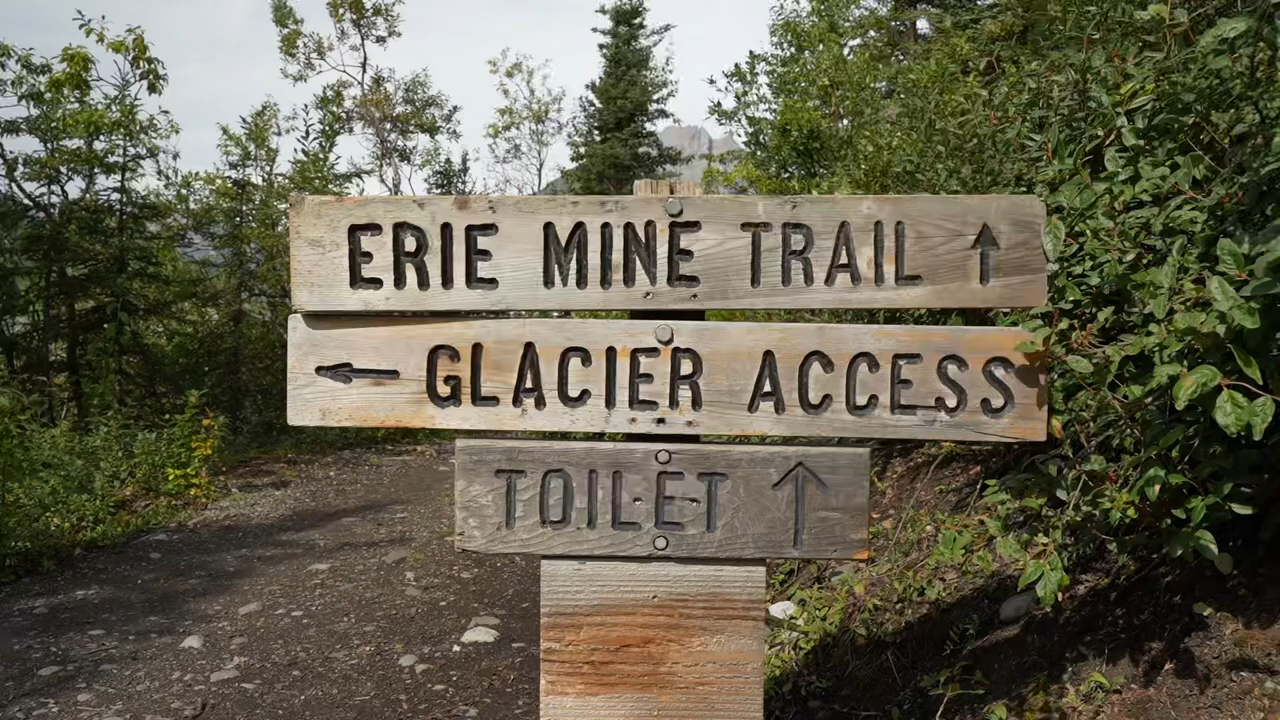 ERIE MINE TRAIL ↑
← GLACIER ACCESS
TOILET ↑